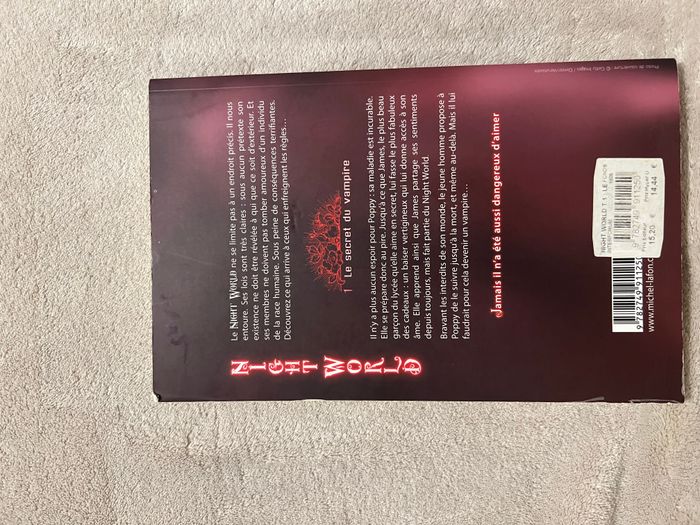 NIGHT
WORLD
Le NIGHT WORLD ne se limite pas à un endroit précis. Il nous
entoure. Ses lois sont très claires : sous aucun prétexte son
existence ne doit être révélée à qui que ce soit d'extérieur. Et
ses membres ne doivent pas tomber amoureux d'un individu
de la race humaine. Sous peine de conséquences terrifiantes.
Découvrez ce qui arrive à ceux qui enfreignent les règles...
1 Le secret du vampire
Il n'y a plus aucun espoir pour Poppy : sa maladie est incurable.
Elle se prépare donc au pire. Jusqu'à ce que James, le plus beau
garçon du lycée qu'elle aime en secret, lui fasse le plus fabuleux
des cadeaux : un baiser vertigineux qui lui donne accès à son
âme. Elle apprend ainsi que James partage ses sentiments
depuis toujours, mais fait partie du Night World
Bravant les interdits de son monde, le jeune homme propose à
Poppy de le suivre jusqu'à la mort, et même au-delà. Mais il lui
faudrait pour cela devenir un vampire...
Jamais il n'a été aussi dangereux d'aimer
NIGHT WORLD T.1 : LE
9 782749 911250
15,20 €
14,44 €
9 782749 91125
www.michel-lafon.c